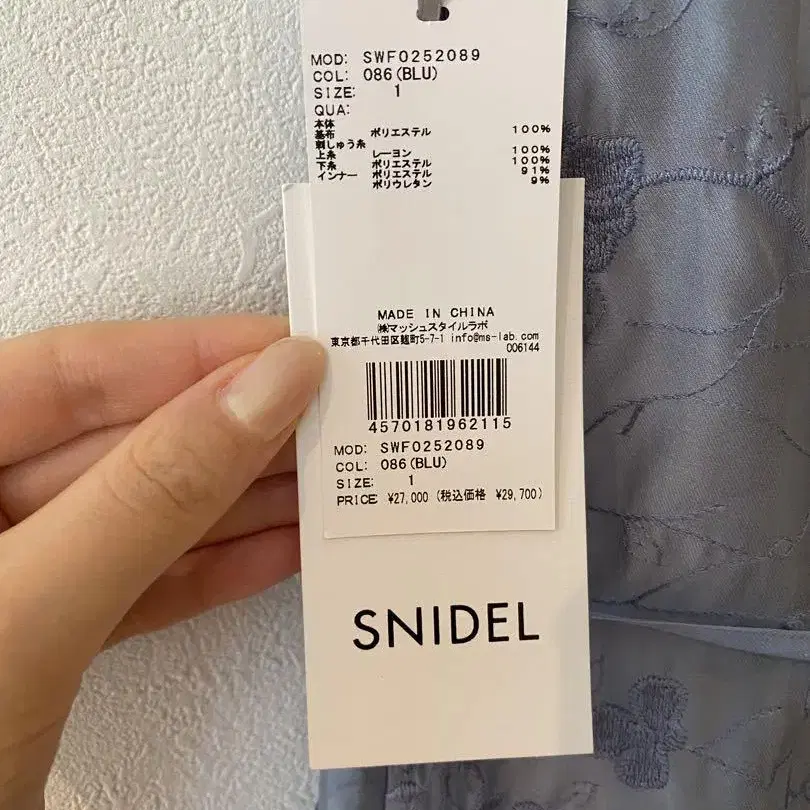 MOD: SWF0252089
COL: 086(BLU)
SIZE: 1
QUA:
本体
基布 ポリエステル 100%
刺しゅう糸
上糸 レーヨン 100%
下糸 ポリエステル 100%
インナー ポリエステル 91%
ポリウレタン 9%
MADE IN CHINA
㈱マッシュスタイルラボ
東京都千代田区麹町5-7-1 info@ms-lab.com
006144
4570181962115
MOD: SWF0252089
COL: 086(BLU)
SIZE: 1
PRICE ¥27,000 (税込価格 ¥29,700)
SNIDEL